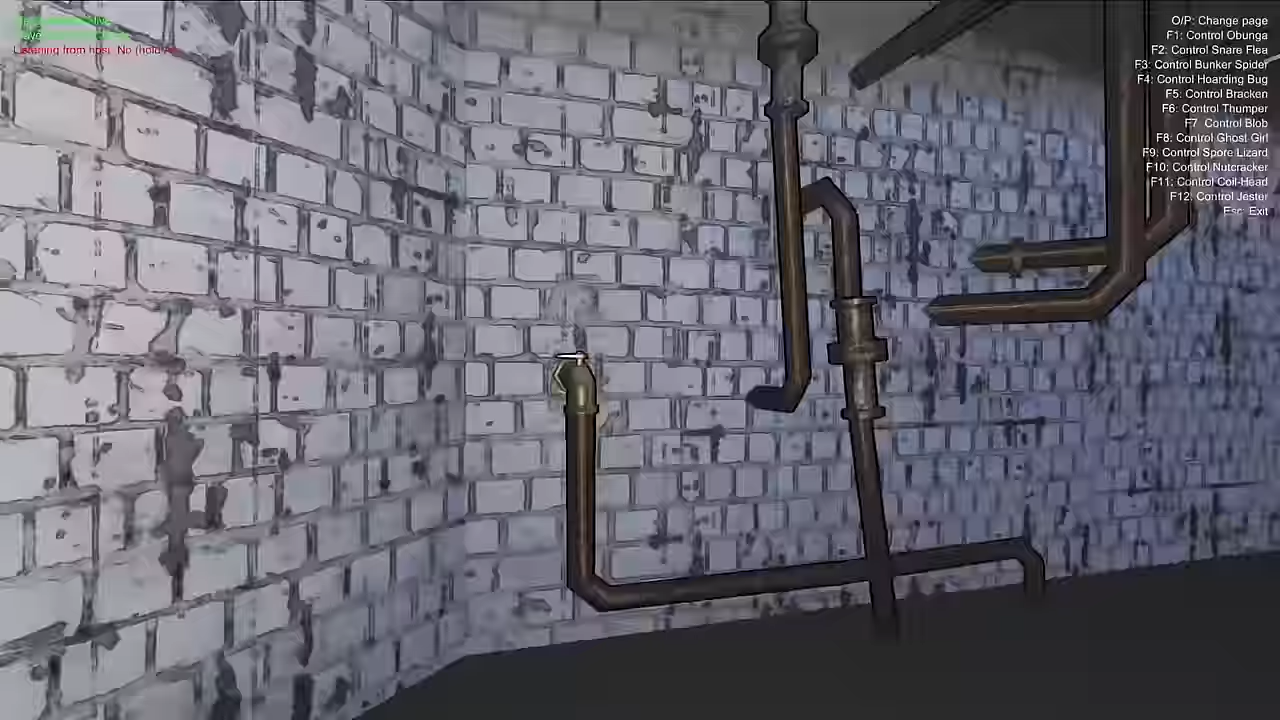 Listening from host: No (hold
O/P: Change page
F1: Control Obunga
F2: Control Snare Flea
F3: Control Bunker Spider
F4: Control Hoarding Bug
F5: Control Bracken
F6: Control Thumper
F7: Control Blob
F8: Control Ghost Girl
F9: Control Spore Lizard
F10: Control Nutcracker
F11: Control Coil-Head
F12: Control Jester
Esc: Exit